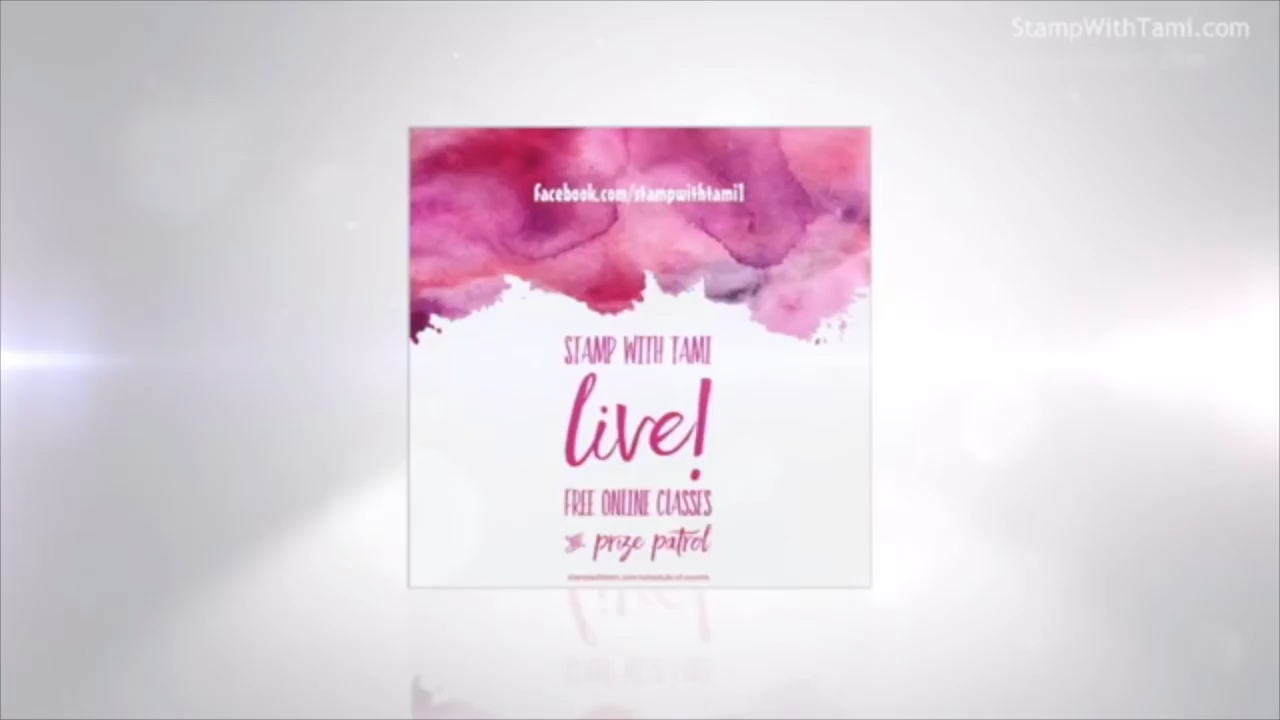 StampWithTami.com
facebook.com/stampwithtami1
STAMP WITH TAMI
live!
FREE ONLINE CLASSES
& prize patrol